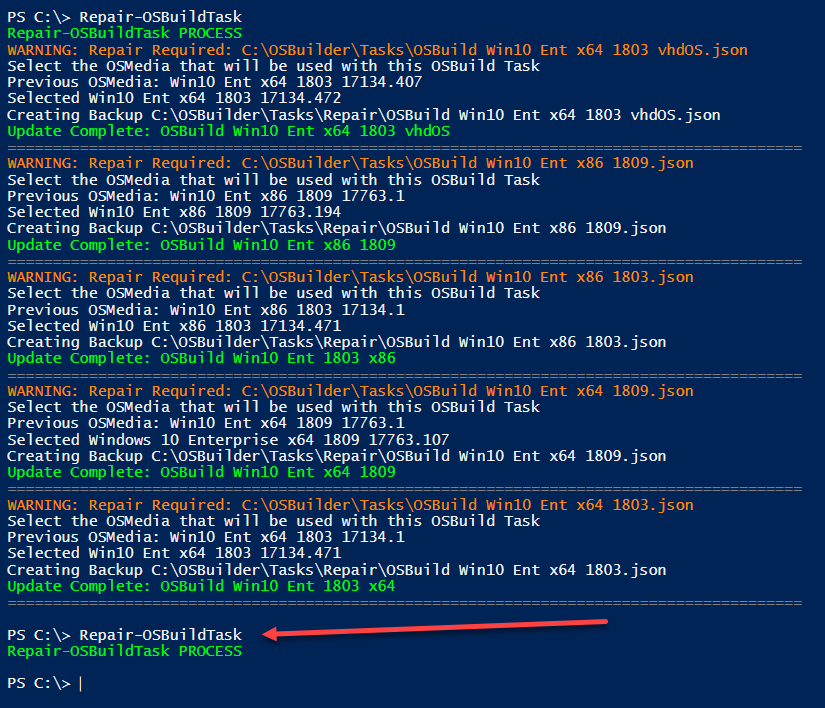 PS C:\> Repair-OSBuildTask
Repair-OSBuildTask PROCESS
WARNING: Repair Required: C:\OSBuilder\Tasks\OSBuild Win10 Ent x64 1803 vhdOS.json
Select the OSMedia that will be used with this OSBuild Task
Previous OSMedia: Win10 Ent x64 1803 17134.407
Selected Win10 Ent x64 1803 17134.472
Creating Backup C:\OSBuilder\Tasks\Repair\OSBuild Win10 Ent x64 1803 vhdOS.json
Update Complete: OSBuild Win10 Ent x64 1803 vhdOS
========================================================================================
WARNING: Repair Required: C:\OSBuilder\Tasks\OSBuild Win10 Ent x86 1809.json
Select the OSMedia that will be used with this OSBuild Task
Previous OSMedia: Win10 Ent x86 1809 17763.1
Selected Win10 Ent x86 1809 17763.194
Creating Backup C:\OSBuilder\Tasks\Repair\OSBuild Win10 Ent x86 1809.json
Update Complete: OSBuild Win10 Ent x86 1809
========================================================================================
WARNING: Repair Required: C:\OSBuilder\Tasks\OSBuild Win10 Ent x86 1803.json
Select the OSMedia that will be used with this OSBuild Task
Previous OSMedia: Win10 Ent x86 1803 17134.1
Selected Win10 Ent x86 1803 17134.471
Creating Backup C:\OSBuilder\Tasks\Repair\OSBuild Win10 Ent x86 1803.json
Update Complete: OSBuild Win10 Ent 1803 x86
========================================================================================
WARNING: Repair Required: C:\OSBuilder\Tasks\OSBuild Win10 Ent x64 1809.json
Select the OSMedia that will be used with this OSBuild Task
Previous OSMedia: Win10 Ent x64 1809 17763.1
Selected Windows 10 Enterprise x64 1809 17763.107
Creating Backup C:\OSBuilder\Tasks\Repair\OSBuild Win10 Ent x64 1809.json
Update Complete: OSBuild Win10 Ent x64 1809
========================================================================================
WARNING: Repair Required: C:\OSBuilder\Tasks\OSBuild Win10 Ent x64 1803.json
Select the OSMedia that will be used with this OSBuild Task
Previous OSMedia: Win10 Ent x64 1803 17134.1
Selected Win10 Ent x64 1803 17134.471
Creating Backup C:\OSBuilder\Tasks\Repair\OSBuild Win10 Ent x64 1803.json
Update Complete: OSBuild Win10 Ent 1803 x64
========================================================================================
PS C:\> Repair-OSBuildTask
Repair-OSBuildTask PROCESS
PS C:\>